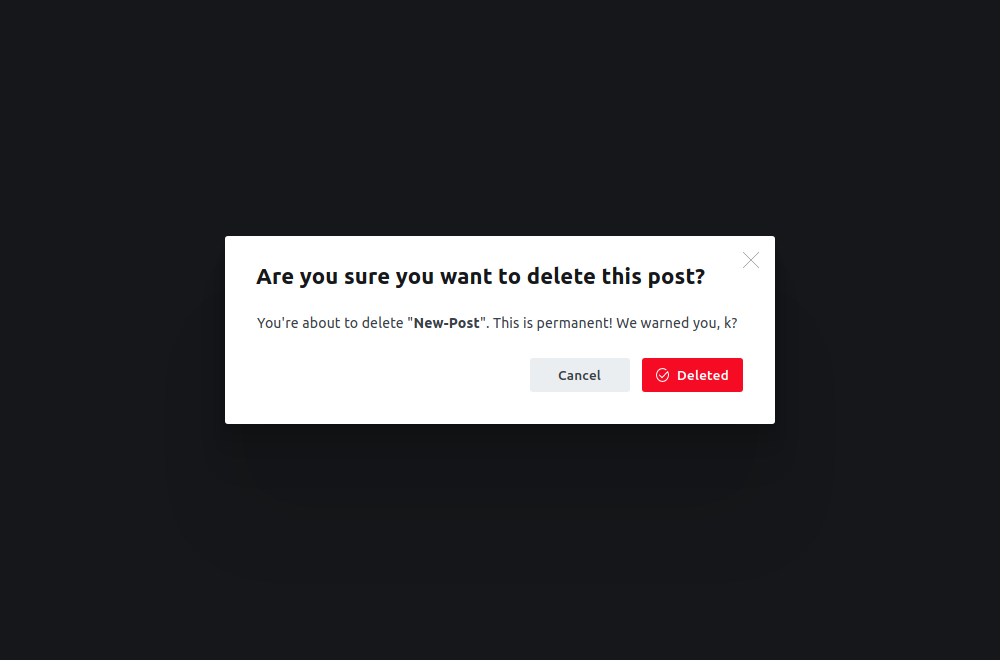 Are you sure you want to delete this post?
You're about to delete "New-Post". This is permanent! We warned you, k?
Cancel
Deleted